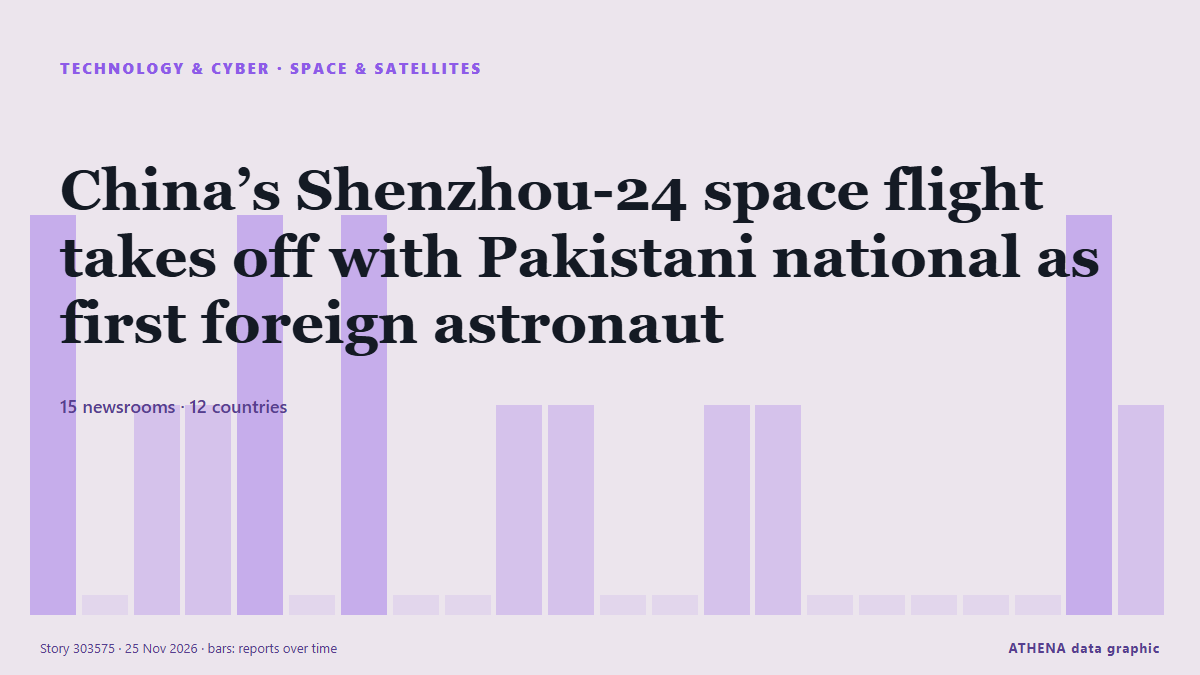 TECHNOLOGY & CYBER · SPACE & SATELLITES
China’s Shenzhou-24 space flight
takes off with Pakistani national as
first foreign astronaut
15 newsrooms · 12 countries
Story 303575 · 25 Nov 2026 · bars: reports over time
ATHENA data graphic